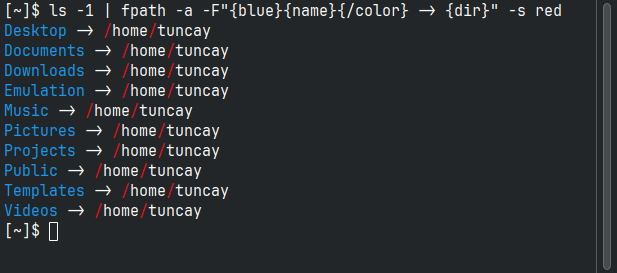 [~]$ ls -1 | fpath -a -F"{blue}{name}{/color} -> {dir}" -s red
Desktop -> /home/tuncay
Documents -> /home/tuncay
Downloads -> /home/tuncay
Emulation -> /home/tuncay
Music -> /home/tuncay
Pictures -> /home/tuncay
Projects -> /home/tuncay
Public -> /home/tuncay
Templates -> /home/tuncay
Videos -> /home/tuncay
[~]$